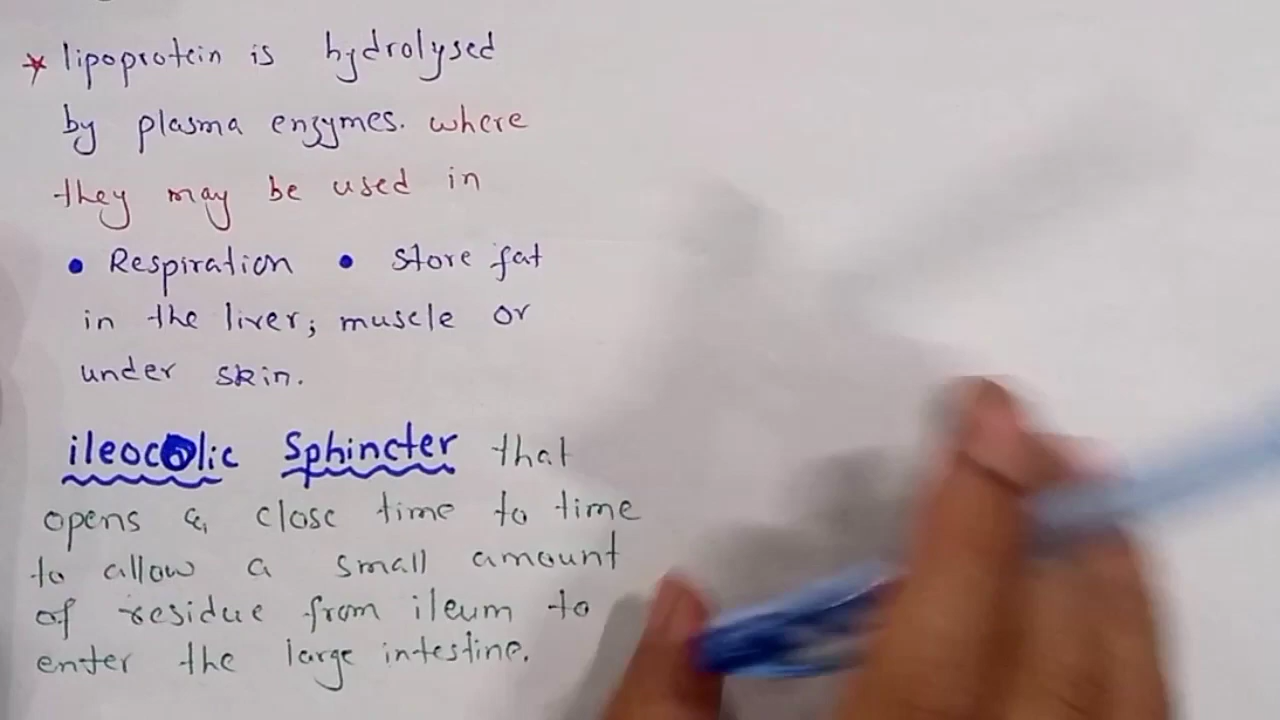 * lipoprotein is hydrolysed
by plasma enzymes. where
they may be used in
• Respiration • store fat
in the liver; muscle or
under skin.
ileocolic Sphincter that
opens & close time to time
to allow a small amount
of residue from ileum to
enter the large intestine.